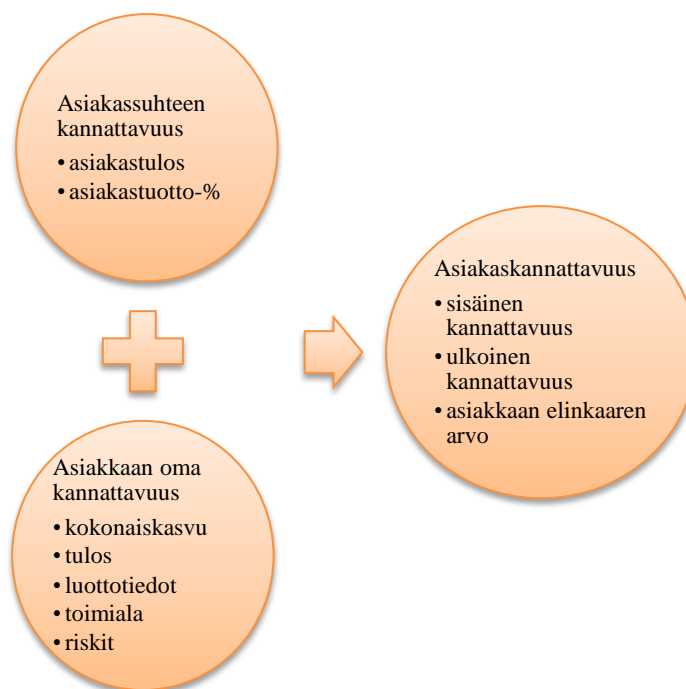 Asiakassuhteen
kannattavuus
• asiakastulos
• asiakastuotto-%
Asiakkaan oma
kannattavuus
• kokonaiskasvu
• tulos
• luottotiedot
• toimiala
• riskit
Asiakaskannattavuus
• sisäinen
kannattavuus
• ulkoinen
kannattavuus
• asiakkaan elinkaaren
arvo